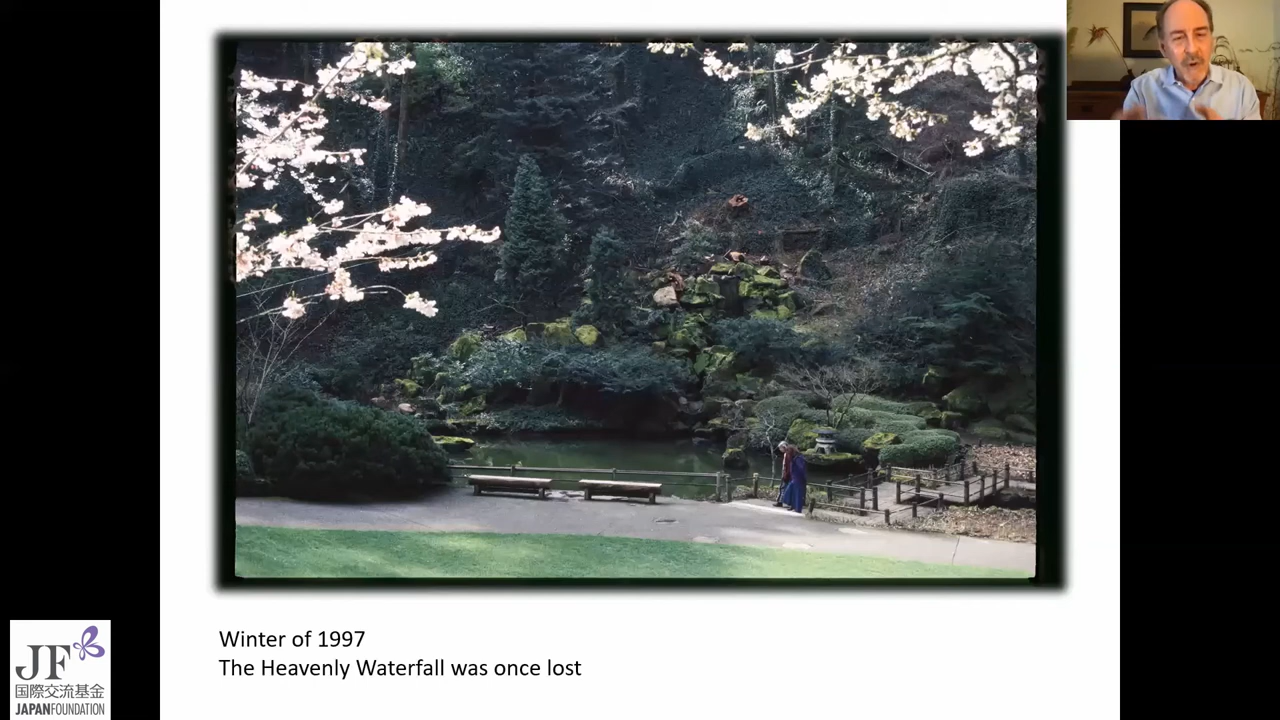 Winter of 1997
The Heavenly Waterfall was once lost
JF
国際交流基金
JAPANFOUNDATION